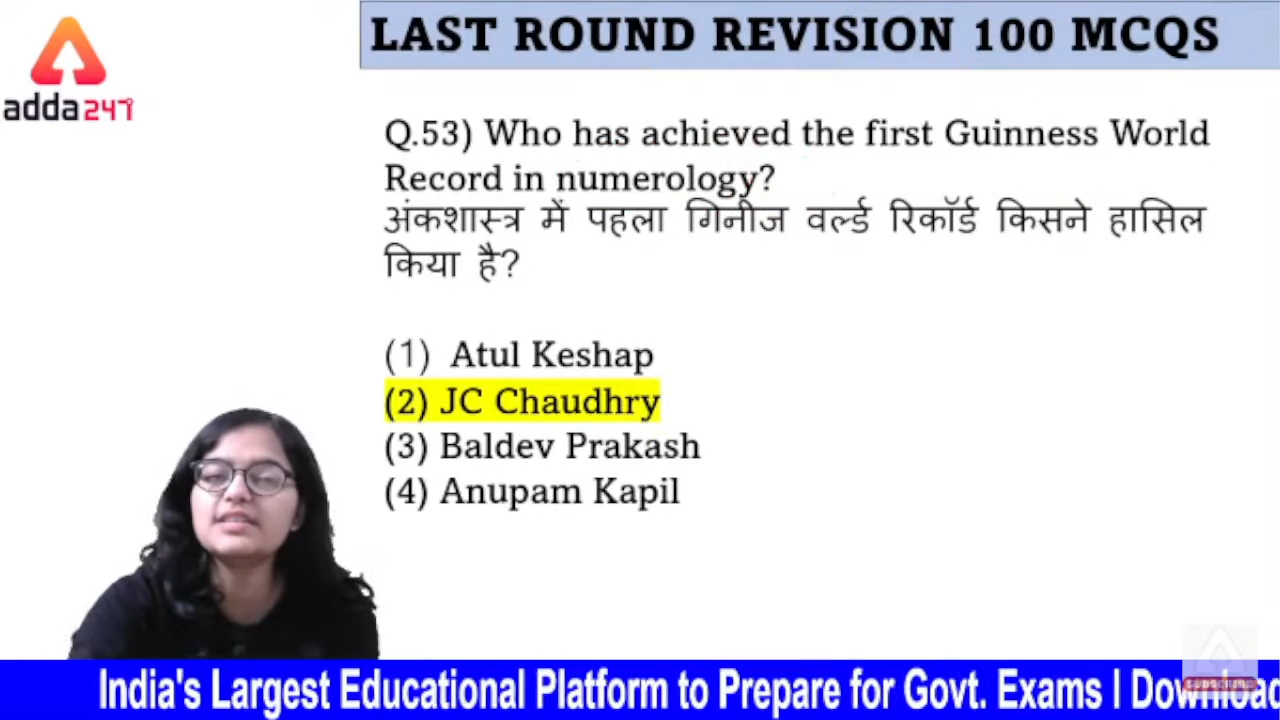 LAST ROUND REVISION 100 MCQS
adda247
Q.53) Who has achieved the first Guinness World
Record in numerology?
अंकशास्त्र में पहला गिनीज वर्ल्ड रिकॉर्ड किसने हासिल
किया है?
(1) Atul Keshap
(2) JC Chaudhry
(3) Baldev Prakash
(4) Anupam Kapil
SUBSCRIBE
India's Largest Educational Platform to Prepare for Govt. Exams I Download